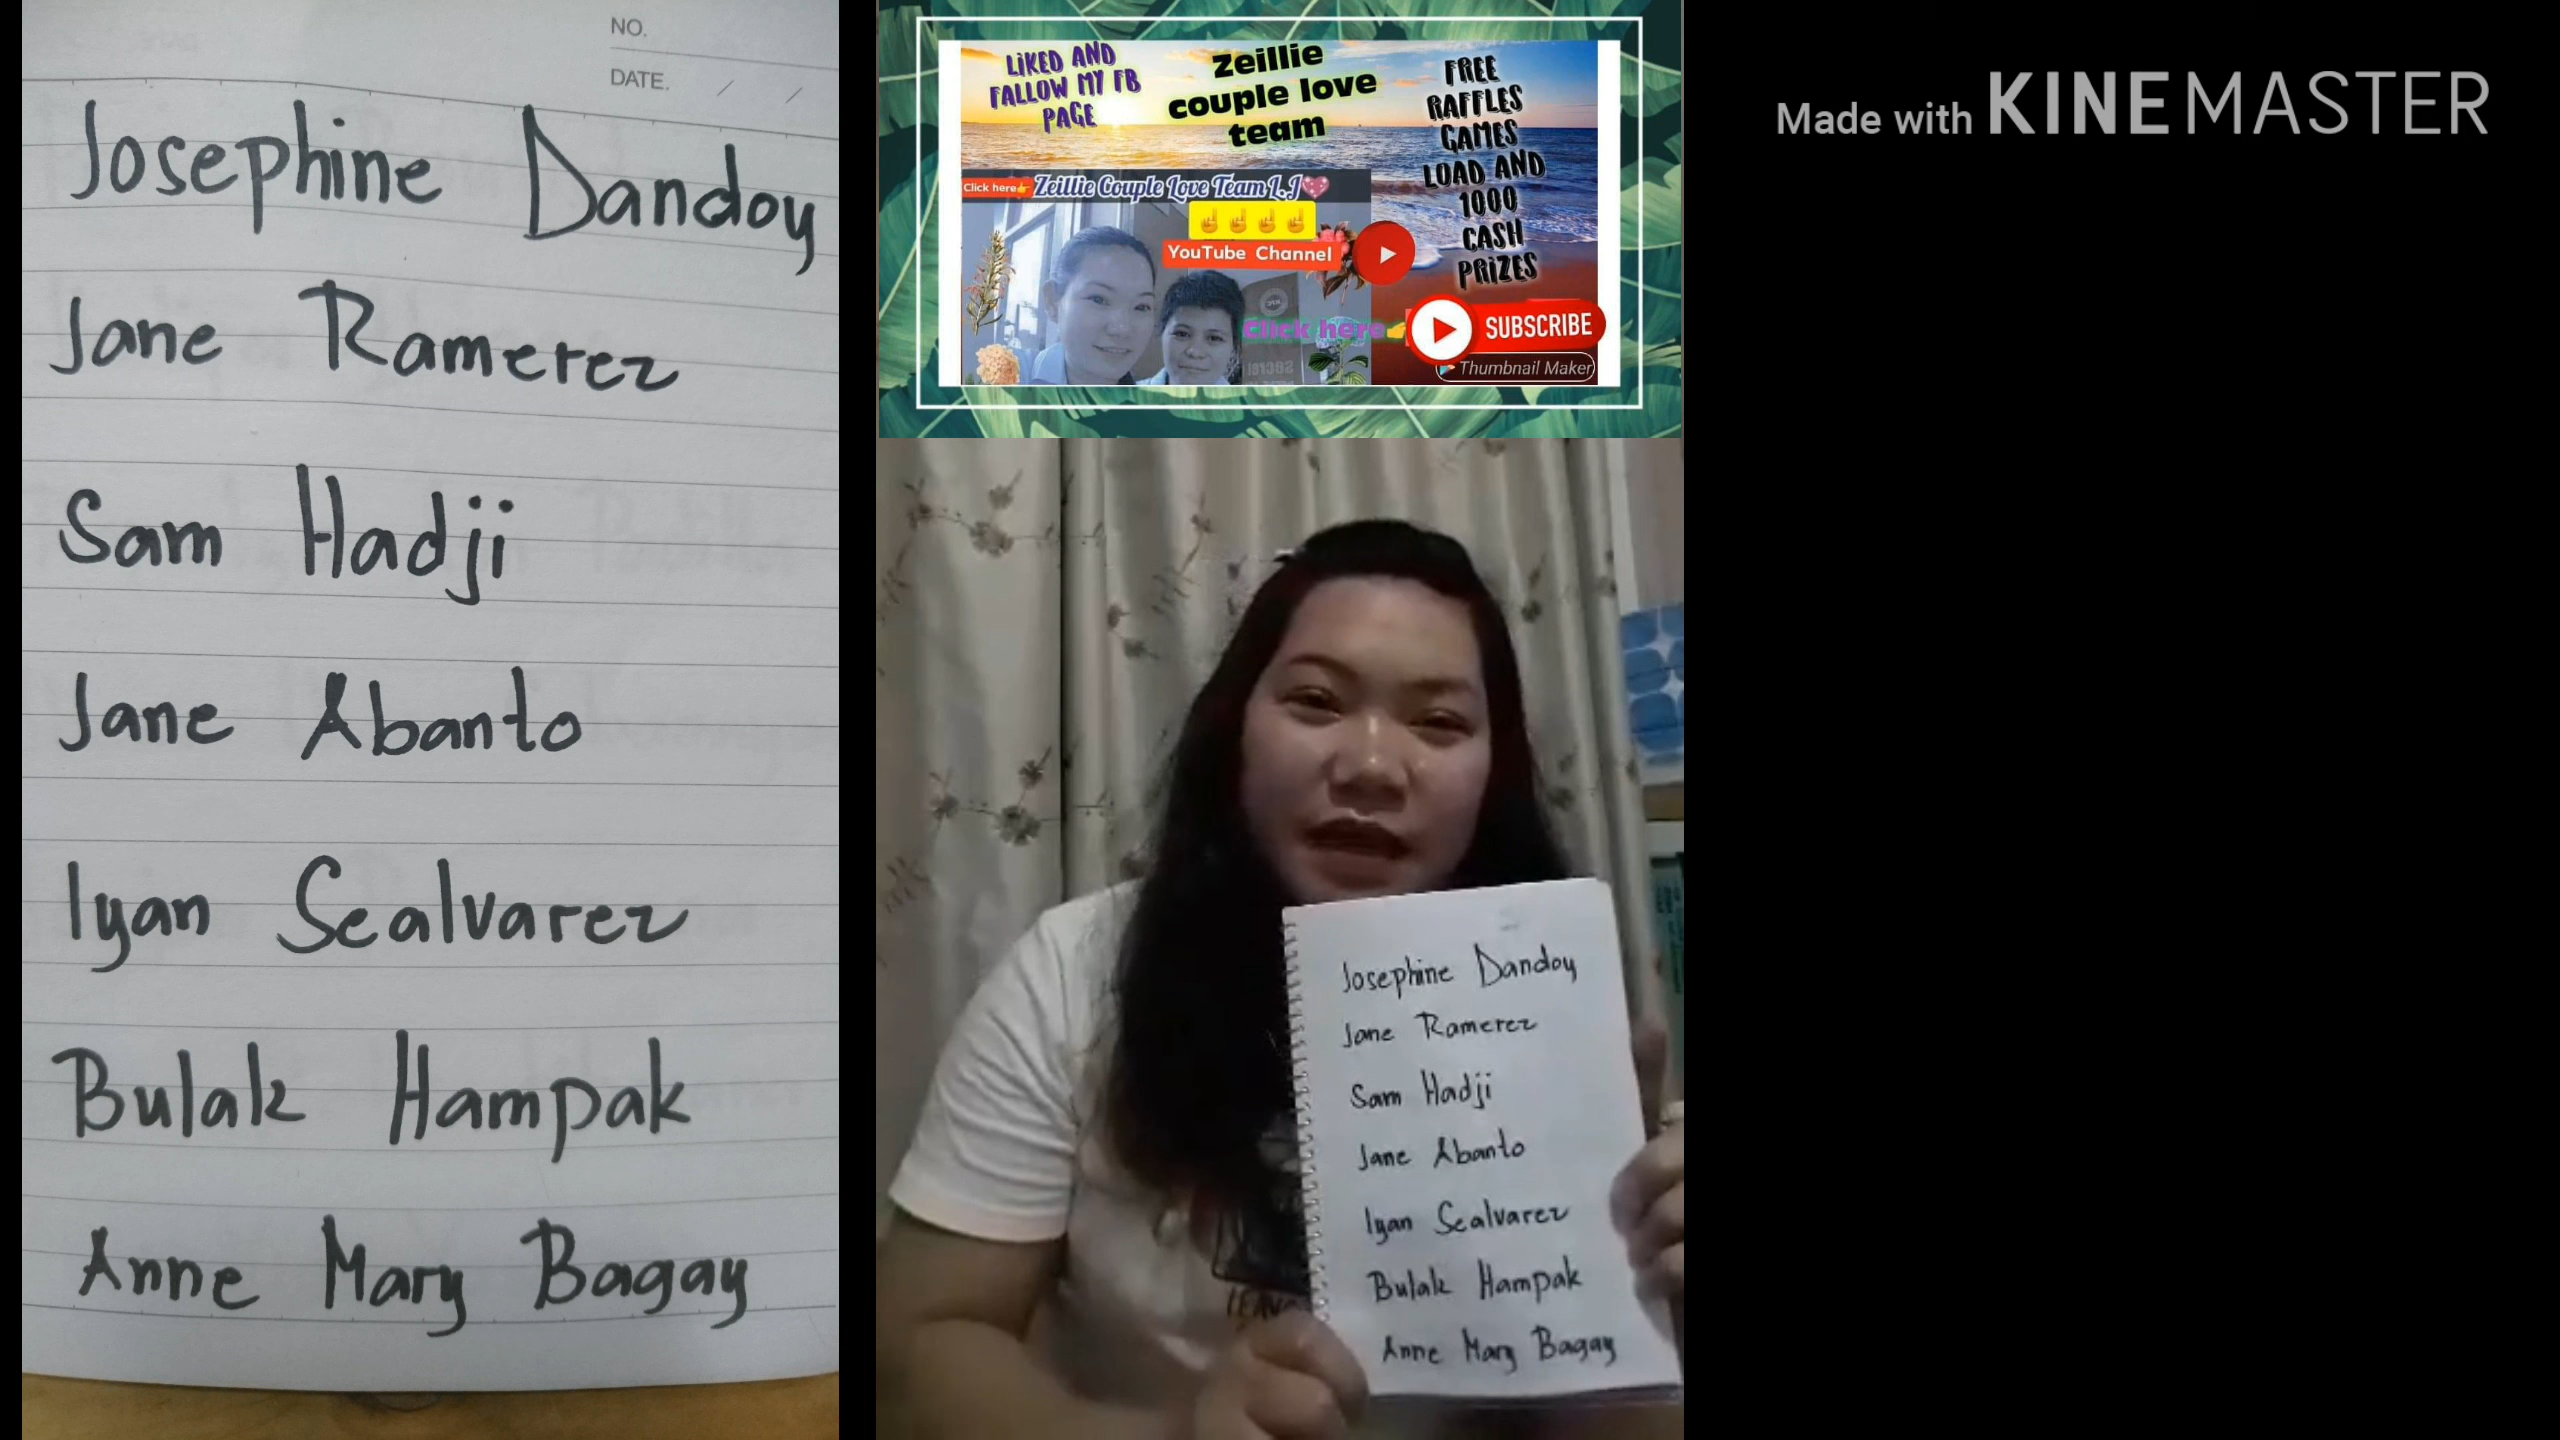 NO.
DATE. / /
Josephine Dandoy
Jane Ramerez
Sam Hadji
Jane Abanto
Iyan Scalvarez
Bulak Hampak
Anne Mary Bagay
LiKED AND
FALLOW MY FB
PAGE
Zeillie
couple love
team
FREE
RAFFLES
GAMES
LOAD AND
1000
CASH
PRiZES
Click here👉 Zeillie Couple Love Team L.J💖
☝☝☝☝
YouTube Channel
Click here👉
SUBSCRIBE
Thumbnail Maker
Josephine Dandoy
Jane Ramerez
Sam Hadji
Jane Abanto
Iyan Scalvarez
Bulak Hampak
Anne Mary Bagay
Made with KINEMASTER